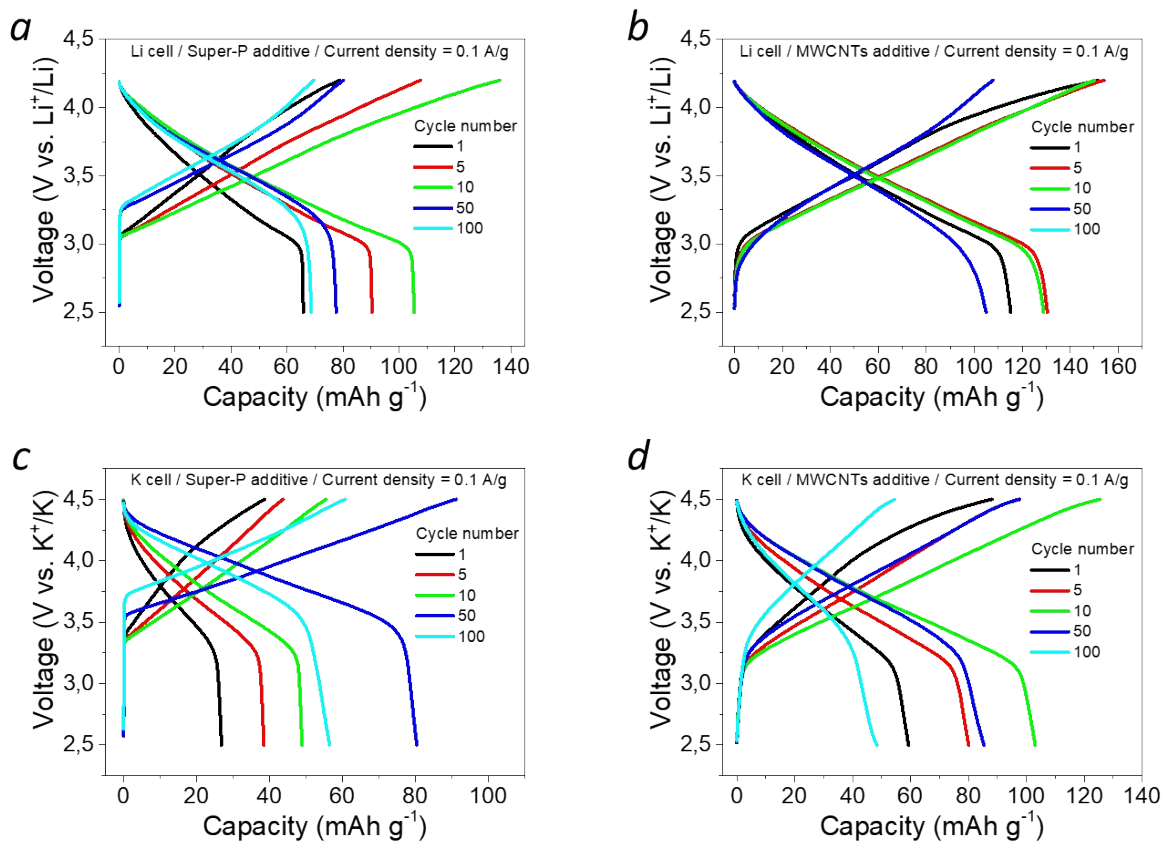 a
Li cell / Super-P additive / Current density = 0.1 A/g
Voltage (V vs. Li⁺/Li)
4,5
4,0
3,5
3,0
2,5
Cycle number
1
5
10
50
100
0 20 40 60 80 100 120 140
Capacity (mAh g⁻¹)
b
Li cell / MWCNTs additive / Current density = 0.1 A/g
Voltage (V vs. Li⁺/Li)
4,5
4,0
3,5
3,0
2,5
Cycle number
1
5
10
50
100
0 20 40 60 80 100 120 140 160
Capacity (mAh g⁻¹)
c
K cell / Super-P additive / Current density = 0.1 A/g
Voltage (V vs. K⁺/K)
4,5
4,0
3,5
3,0
2,5
Cycle number
1
5
10
50
100
0 20 40 60 80 100
Capacity (mAh g⁻¹)
d
K cell / MWCNTs additive / Current density = 0.1 A/g
Voltage (V vs. K⁺/K)
4,5
4,0
3,5
3,0
2,5
Cycle number
1
5
10
50
100
0 20 40 60 80 100 120 140
Capacity (mAh g⁻¹)